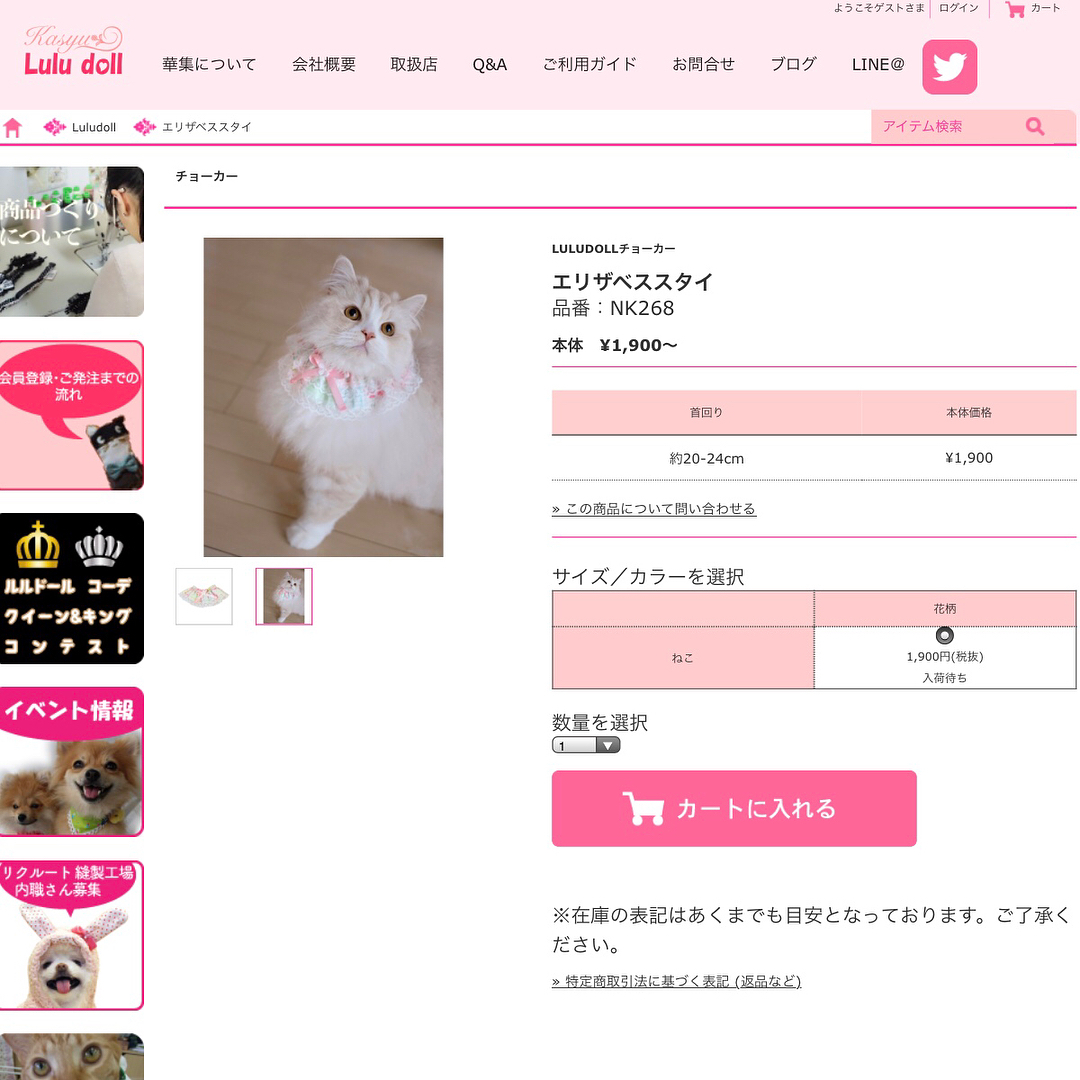 ようこそゲストさま
ログイン
カート
Kasyu
Lulu doll
華集について
会社概要
取扱店
Q&A
ご利用ガイド
お問合せ
ブログ
LINE@
Luludoll
エリザベススタイ
アイテム検索
商品づくり
について
チョーカー
LULUDOLLチョーカー
エリザベススタイ
品番：NK268
本体　¥1,900〜
首回り
本体価格
約20-24cm
¥1,900
» この商品について問い合わせる
サイズ／カラーを選択
花柄
ねこ
1,900円(税抜)
入荷待ち
数量を選択
1
カートに入れる
※在庫の表記はあくまでも目安となっております。ご了承く
ださい。
» 特定商取引法に基づく表記 (返品など)
会員登録・ご発注までの
流れ
ルルドール　コーデ
クイーン&キング
コンテスト
イベント情報
リクルート 縫製工場
内職さん募集